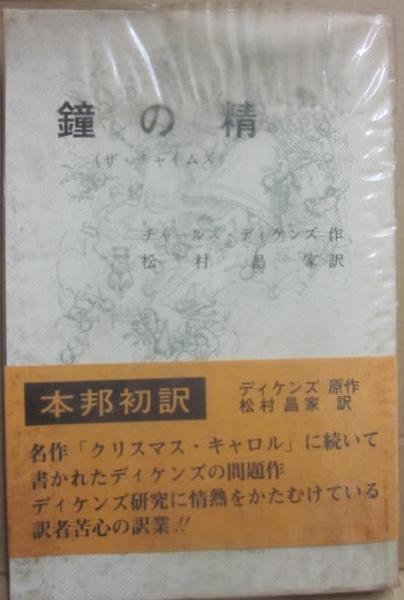 鐘の精
(ザ・チャイムズ)
チャールズ・ディケンズ作
松村昌家訳
本邦初訳
ディケンズ 原作
松村昌家 訳
名作「クリスマス・キャロル」に続いて
書かれたディケンズの問題作
ディケンズ研究に情熱をかたむけている
訳者苦心の訳業!!